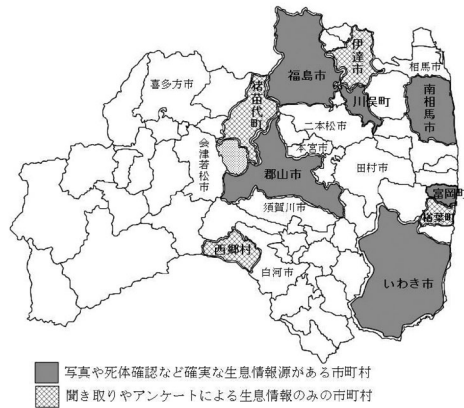 伊達市
相馬市
福島市
喜多方市
猪苗代町
川俣町
南相馬市
二本松市
会津若松市
本宮市
郡山市
田村市
富岡町
楢葉町
須賀川市
西郷村
白河市
いわき市
写真や死体確認など確実な生息情報源がある市町村
聞き取りやアンケートによる生息情報のみの市町村